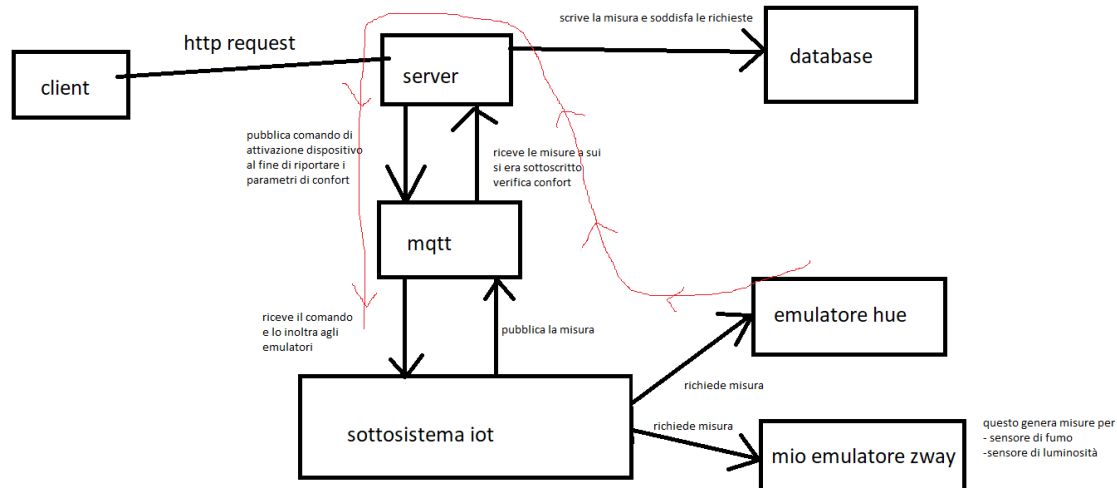 scrive la misura e soddisfa le richieste
http request
client
server
database
pubblica comando di
attivazione dispositivo
al fine di riportare i
parametri di confort
riceve le misure a sui
si era sottoscritto
verifica confort
mqtt
riceve il comando
e lo inoltra agli
emulatori
pubblica la misura
emulatore hue
richiede misura
richiede misura
sottosistema iot
mio emulatore zway
questo genera misure per
- sensore di fumo
-sensore di luminosità